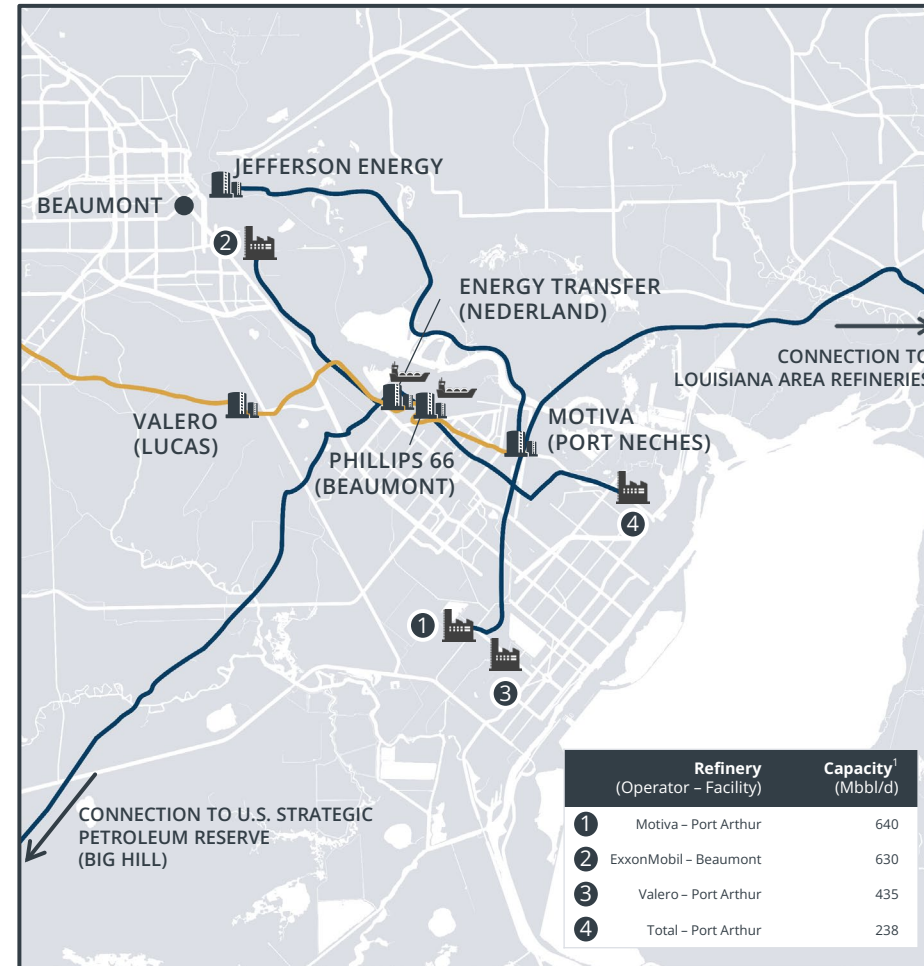 JEFFERSON ENERGY
BEAUMONT
2
ENERGY TRANSFER
(NEDERLAND)
CONNECTION TO
LOUISIANA AREA REFINERIES
VALERO
(LUCAS)
MOTIVA
(PORT NECHES)
PHILLIPS 66
(BEAUMONT)
4
1
3
CONNECTION TO U.S. STRATEGIC
PETROLEUM RESERVE
(BIG HILL)
Refinery Capacity1
(Operator – Facility) (Mbbl/d)
1 Motiva – Port Arthur 640
2 ExxonMobil – Beaumont 630
3 Valero – Port Arthur 435
4 Total – Port Arthur 238